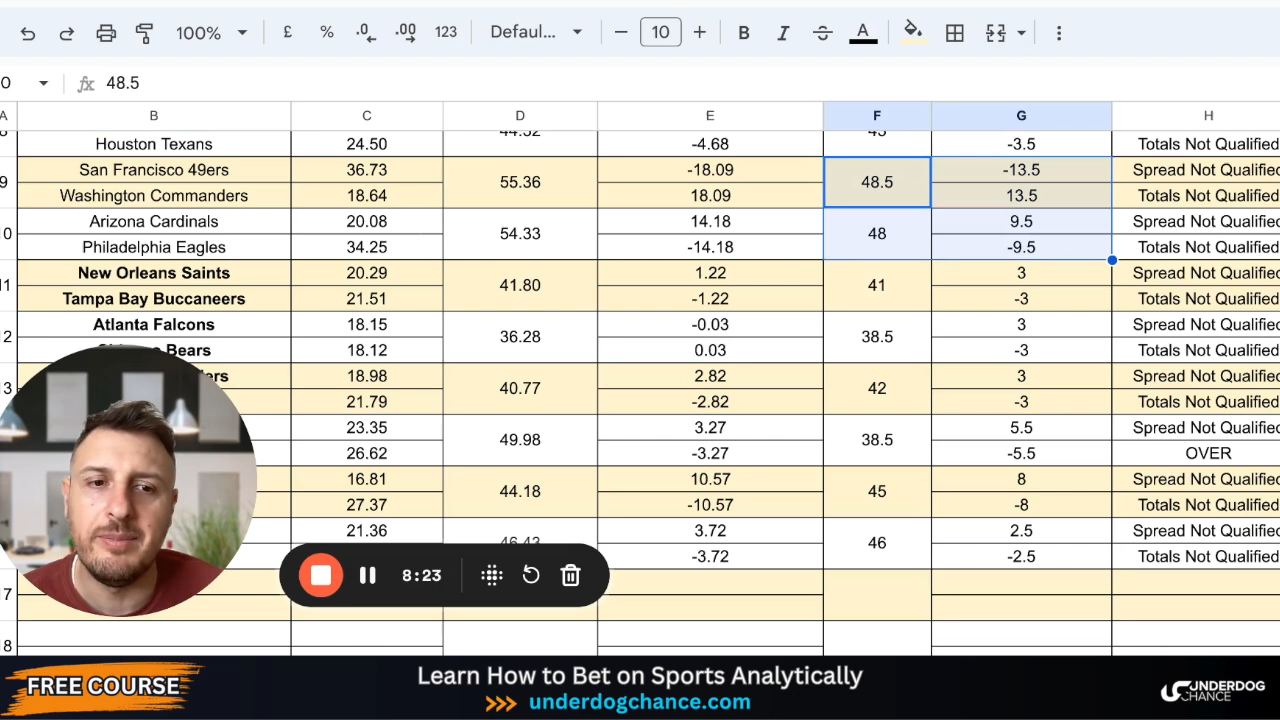 100% £ % .0 .00 123 Defaul... − 10 + B I A
fx 48.5
A B C D E F G H
Houston Texans 24.50 -4.68 -3.5 Totals Not Qualified
9 San Francisco 49ers 36.73 55.36 -18.09 48.5 -13.5 Spread Not Qualified
Washington Commanders 18.64 18.09 13.5 Totals Not Qualified
10 Arizona Cardinals 20.08 54.33 14.18 48 9.5 Spread Not Qualified
Philadelphia Eagles 34.25 -14.18 -9.5 Totals Not Qualified
11 New Orleans Saints 20.29 41.80 1.22 41 3 Spread Not Qualified
Tampa Bay Buccaneers 21.51 -1.22 -3 Totals Not Qualified
12 Atlanta Falcons 18.15 36.28 -0.03 38.5 3 Spread Not Qualified
Bears 18.12 0.03 -3 Totals Not Qualified
13 18.98 40.77 2.82 42 3 Spread Not Qualified
21.79 -2.82 -3 Totals Not Qualified
23.35 49.98 3.27 38.5 5.5 Spread Not Qualified
26.62 -3.27 -5.5 OVER
16.81 44.18 10.57 45 8 Spread Not Qualified
27.37 -10.57 -8 Totals Not Qualified
21.36 3.72 46 2.5 Spread Not Qualified
-3.72 -2.5 Totals Not Qualified
8:23
17
18
FREE COURSE
Learn How to Bet on Sports Analytically
>>> underdogchance.com
UNDERDOG
CHANCE